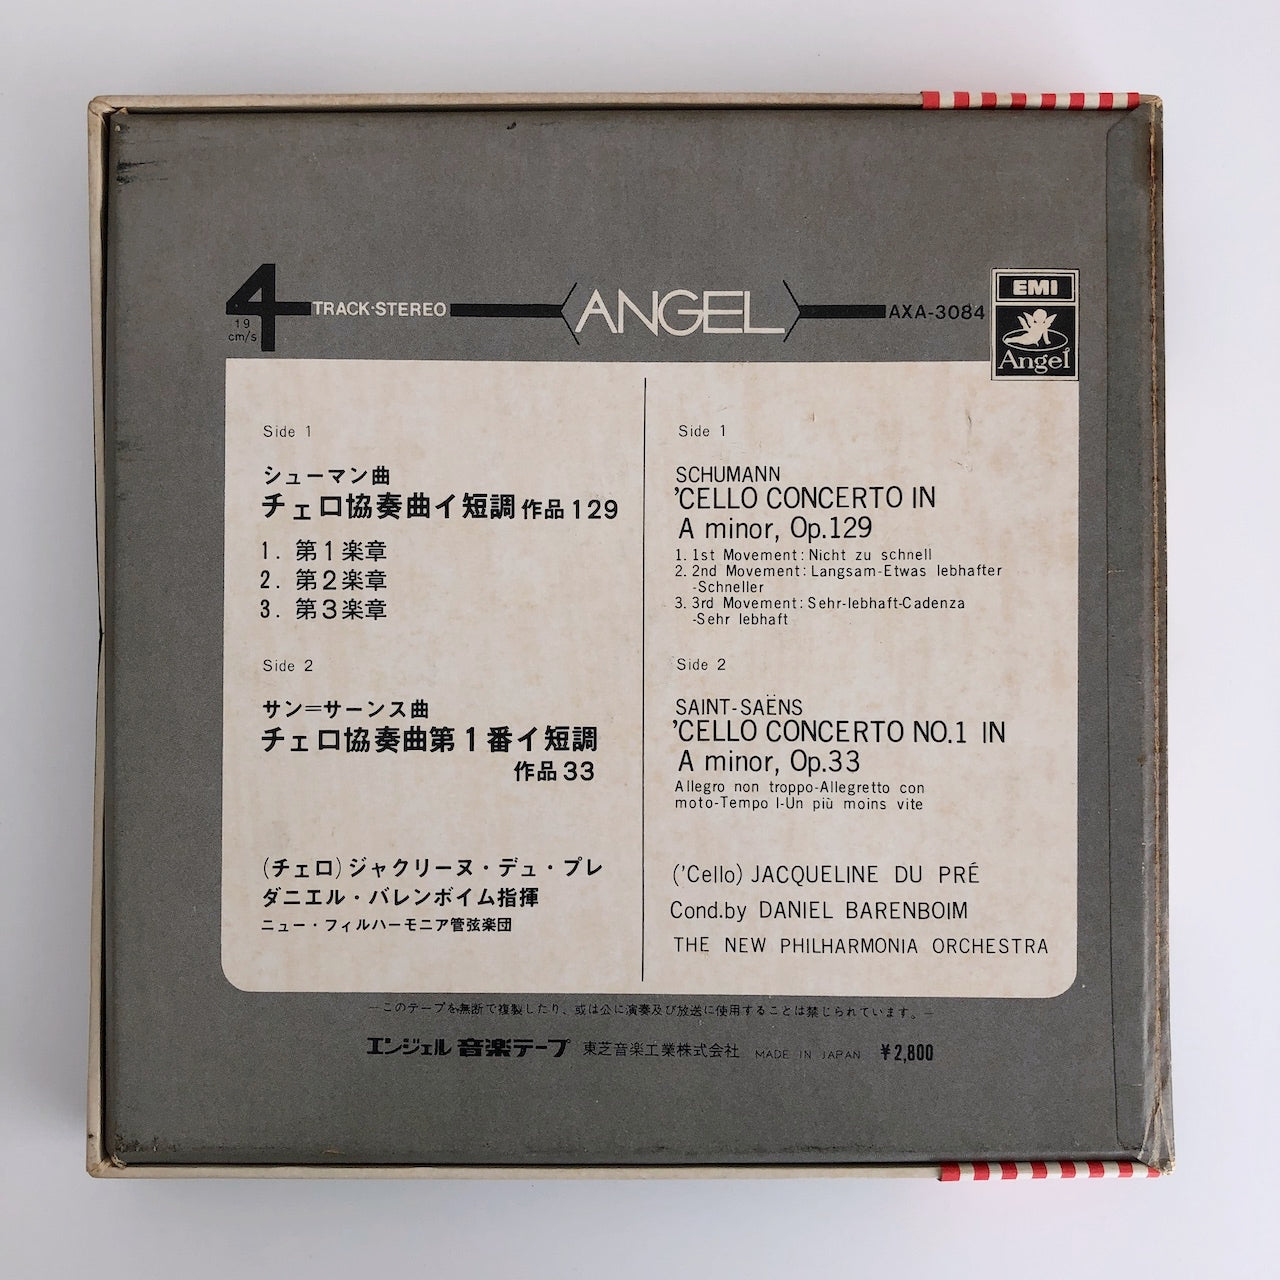 4 TRACK·STEREO ANGEL AXA-3084
19
cm/s
EMI
Angel
Side 1
シューマン曲
チェロ協奏曲イ短調 作品129
1. 第1楽章
2. 第2楽章
3. 第3楽章
Side 2
サン=サーンス曲
チェロ協奏曲第1番イ短調
作品33
(チェロ)ジャクリーヌ・デュ・プレ
ダニエル・バレンボイム指揮
ニュー・フィルハーモニア管弦楽団
Side 1
SCHUMANN
'CELLO CONCERTO IN
A minor, Op.129
1. 1st Movement: Nicht zu schnell
2. 2nd Movement: Langsam-Etwas lebhafter
-Schneller
3. 3rd Movement: Sehr-lebhaft-Cadenza
-Sehr lebhaft
Side 2
SAINT-SAËNS
'CELLO CONCERTO NO.1 IN
A minor, Op.33
Allegro non troppo-Allegretto con
moto-Tempo I-Un più moins vite
('Cello) JACQUELINE DU PRÉ
Cond.by DANIEL BARENBOIM
THE NEW PHILHARMONIA ORCHESTRA
—このテープを無断で複製したり、或は公に演奏及び放送に使用することは禁じられています。—
エンジェル 音楽テープ 東芝音楽工業株式会社 MADE IN JAPAN ¥2,800